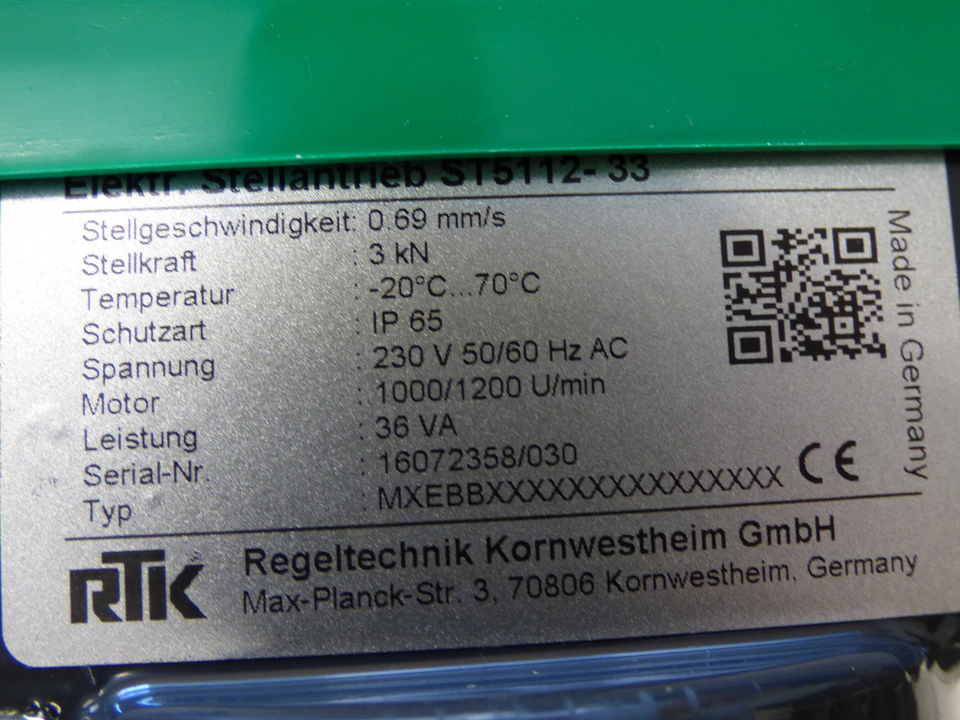 Elektr. Stellantrieb ST5112- 33
Stellgeschwindigkeit: 0.69 mm/s
Stellkraft : 3 kN
Temperatur : -20°C...70°C
Schutzart : IP 65
Spannung : 230 V 50/60 Hz AC
Motor : 1000/1200 U/min
Leistung : 36 VA
Serial-Nr. : 16072358/030
Typ : MXEBBXXXXXXXXXXXXXXX
CE
Made in Germany
RTK
Regeltechnik Kornwestheim GmbH
Max-Planck-Str. 3, 70806 Kornwestheim, Germany